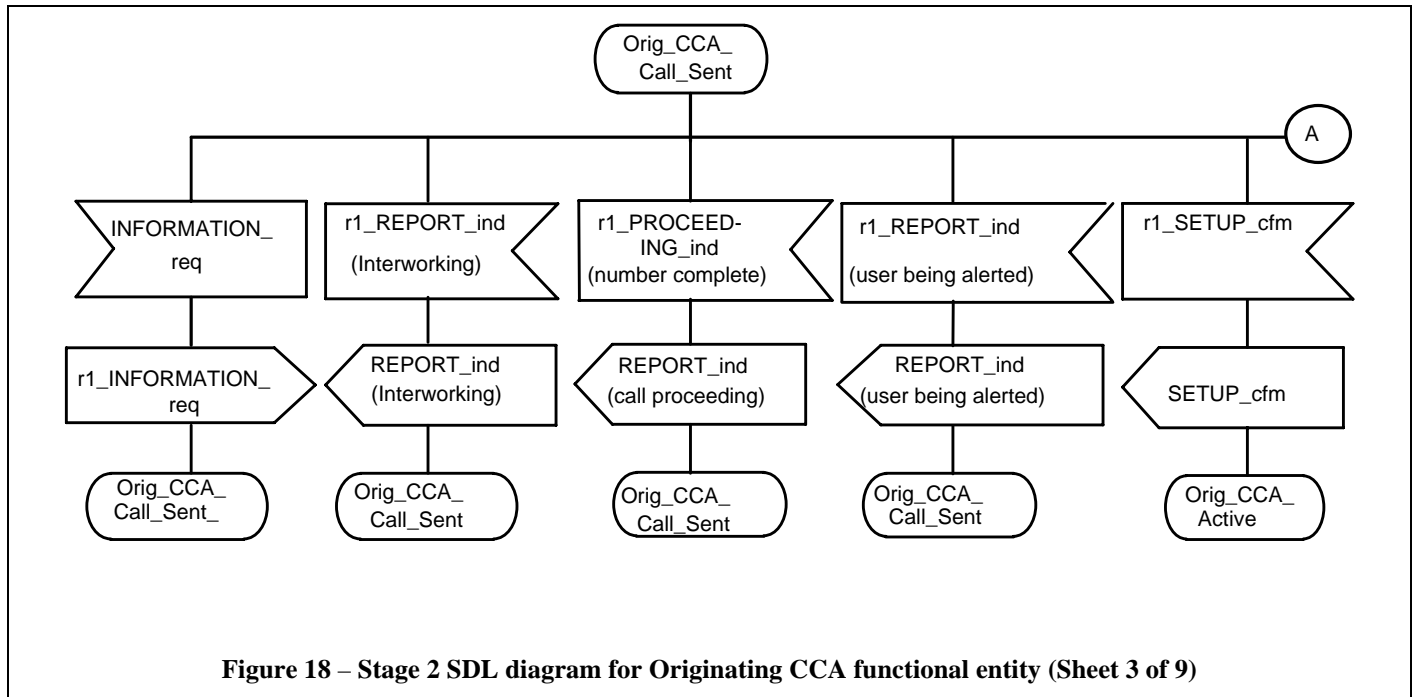 Orig_CCA_
Call_Sent
A
INFORMATION_
req
r1_REPORT_ind
(Interworking)
r1_PROCEED-
ING_ind
(number complete)
r1_REPORT_ind
(user being alerted)
r1_SETUP_cfm
r1_INFORMATION_
req
REPORT_ind
(Interworking)
REPORT_ind
(call proceeding)
REPORT_ind
(user being alerted)
SETUP_cfm
Orig_CCA_
Call_Sent_
Orig_CCA_
Call_Sent
Orig_CCA_
Call_Sent
Orig_CCA_
Call_Sent
Orig_CCA_
Active
Figure 18 – Stage 2 SDL diagram for Originating CCA functional entity (Sheet 3 of 9)